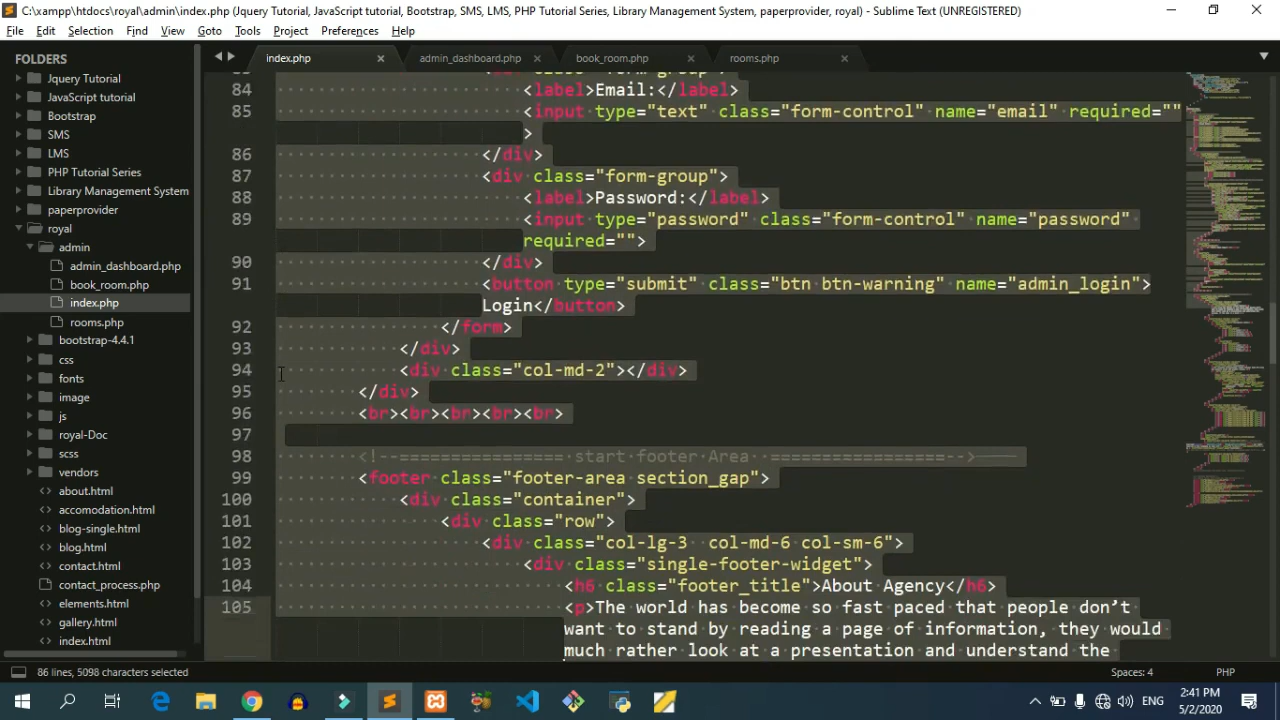 C:\xampp\htdocs\royal\admin\index.php (Jquery Tutorial, JavaScript tutorial, Bootstrap, SMS, LMS, PHP Tutorial Series, Library Management System, paperprovider, royal) - Sublime Text (UNREGISTERED)
File Edit Selection Find View Goto Tools Project Preferences Help
FOLDERS
Jquery Tutorial
JavaScript tutorial
Bootstrap
SMS
LMS
PHP Tutorial Series
Library Management System
paperprovider
royal
admin
admin_dashboard.php
book_room.php
index.php
rooms.php
bootstrap-4.4.1
css
fonts
image
js
royal-Doc
scss
vendors
about.html
accomodation.html
blog-single.html
blog.html
contact.html
contact_process.php
elements.html
gallery.html
index.html
index.php admin_dashboard.php book_room.php rooms.php
84 <label>Email:</label>
85 <input type="text" class="form-control" name="email" required=""
>
86 </div>
87 <div class="form-group">
88 <label>Password:</label>
89 <input type="password" class="form-control" name="password"
required="">
90 </div>
91 <button type="submit" class="btn btn-warning" name="admin_login">
Login</button>
92 </form>
93 </div>
94 <div class="col-md-2"></div>
95 </div>
96 <br><br><br><br><br>
97
98 <!--================ start footer Area =================-->
99 <footer class="footer-area section_gap">
100 <div class="container">
101 <div class="row">
102 <div class="col-lg-3  col-md-6 col-sm-6">
103 <div class="single-footer-widget">
104 <h6 class="footer_title">About Agency</h6>
105 <p>The world has become so fast paced that people don’t
want to stand by reading a page of information, they would
much rather look at a presentation and understand the
86 lines, 5098 characters selected Spaces: 4 PHP
ENG 2:41 PM
5/2/2020